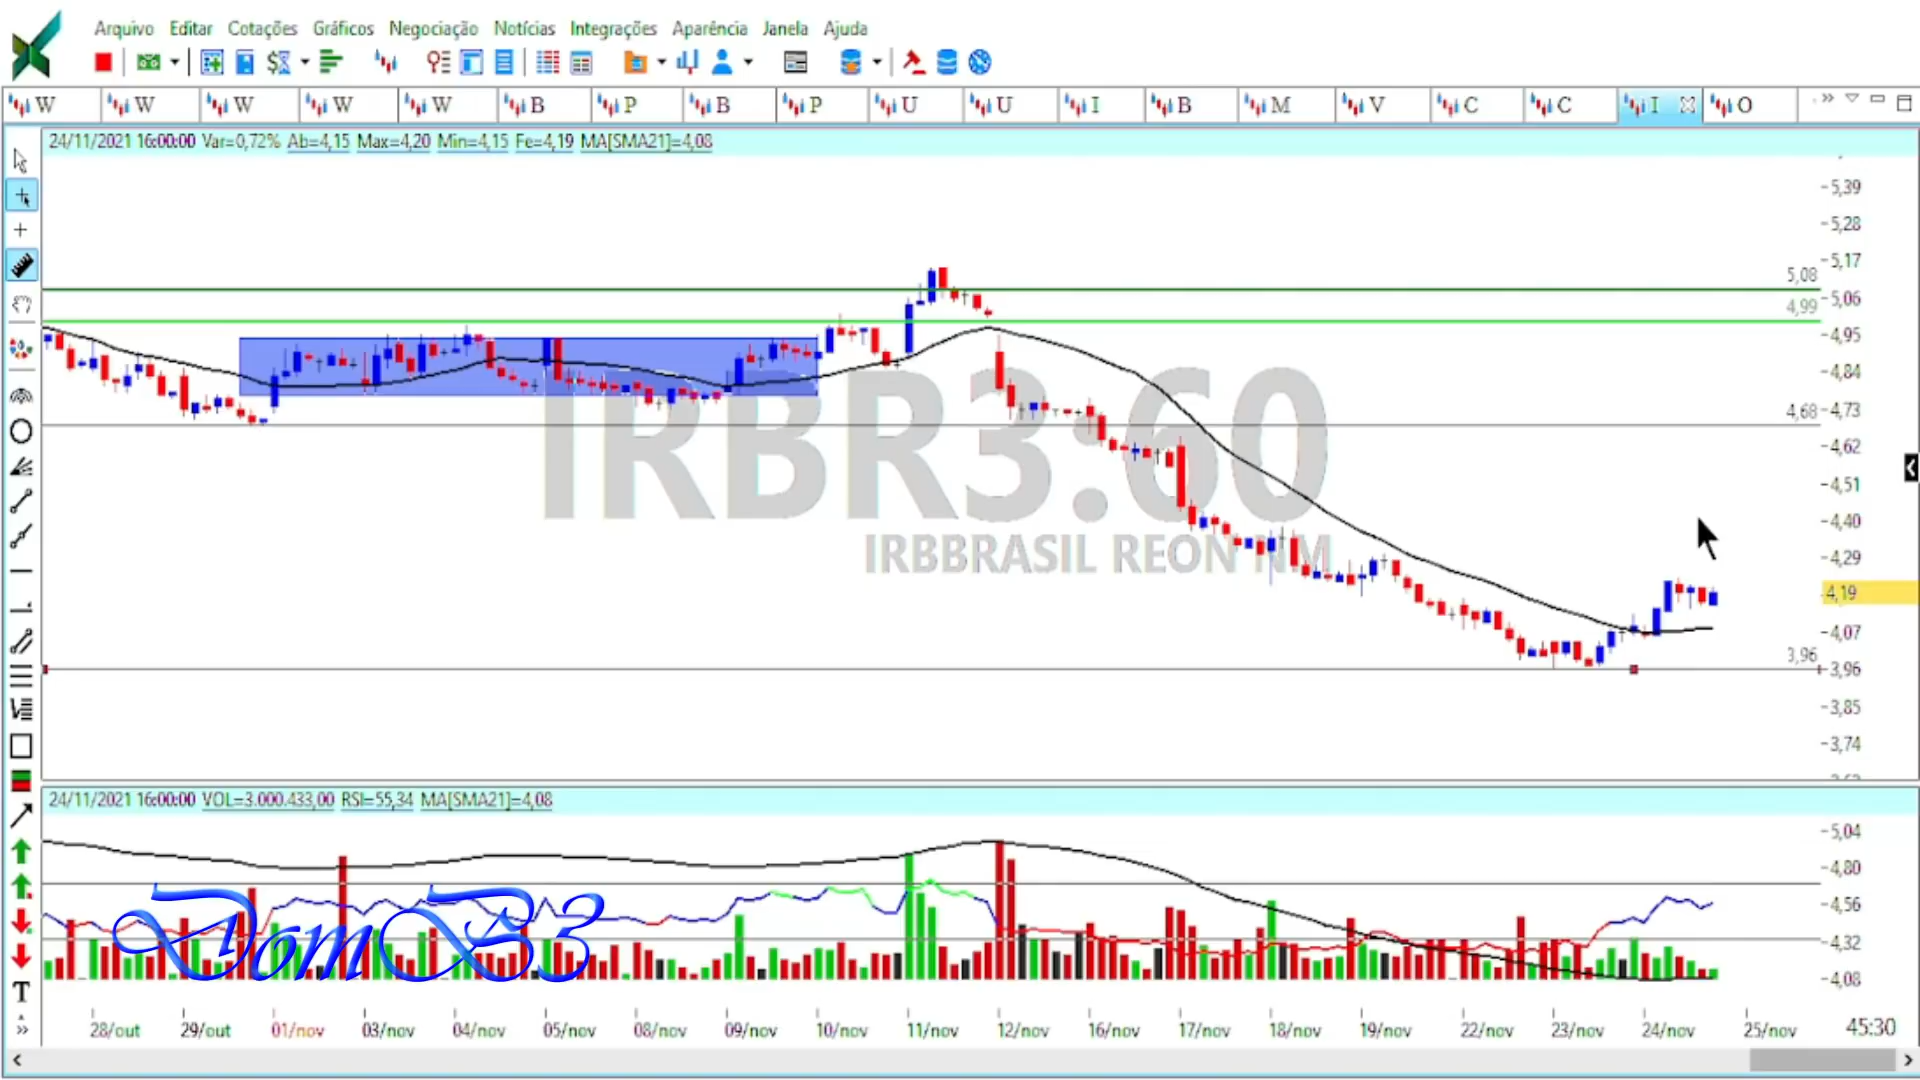 Arquivo Editar Cotações Gráficos Negociação Notícias Integrações Aparência Janela Ajuda
W W W W W B P B P U U I B M V C C I O
24/11/2021 16:00:00 Var=0,72% Ab=4,15 Max=4,20 Min=4,15 Fe=4,19 MA[SMA21]=4,08
5,39
5,28
5,17
5,08
5,06
4,99
4,95
4,84
4,73
4,68
4,62
4,51
4,40
4,29
4,19
4,07
3,96
3,96
3,85
3,74
IRBR3:60
IRBBRASIL REON NM
24/11/2021 16:00:00 VOL=3.000.433,00 RSI=55,34 MA[SMA21]=4,08
5,04
4,80
4,56
4,32
4,08
DomB3
T
28/out 29/out 01/nov 03/nov 04/nov 05/nov 08/nov 09/nov 10/nov 11/nov 12/nov 16/nov 17/nov 18/nov 19/nov 22/nov 23/nov 24/nov 25/nov 45:30